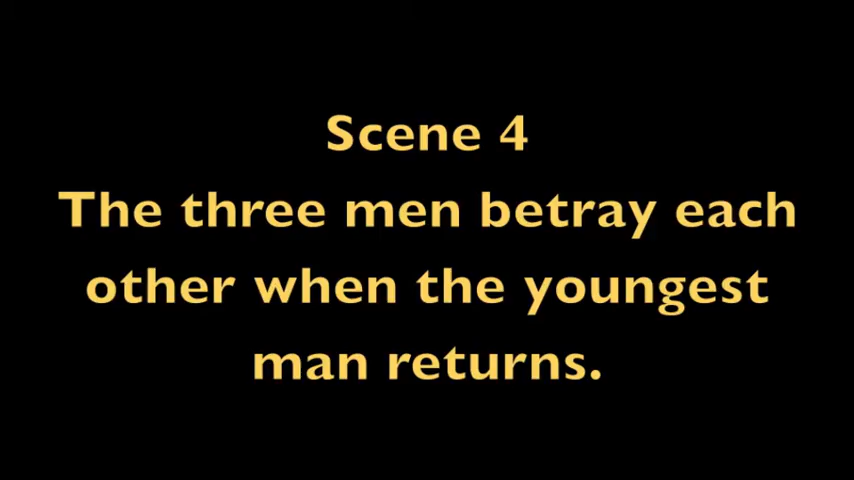 Scene 4
The three men betray each
other when the youngest
man returns.